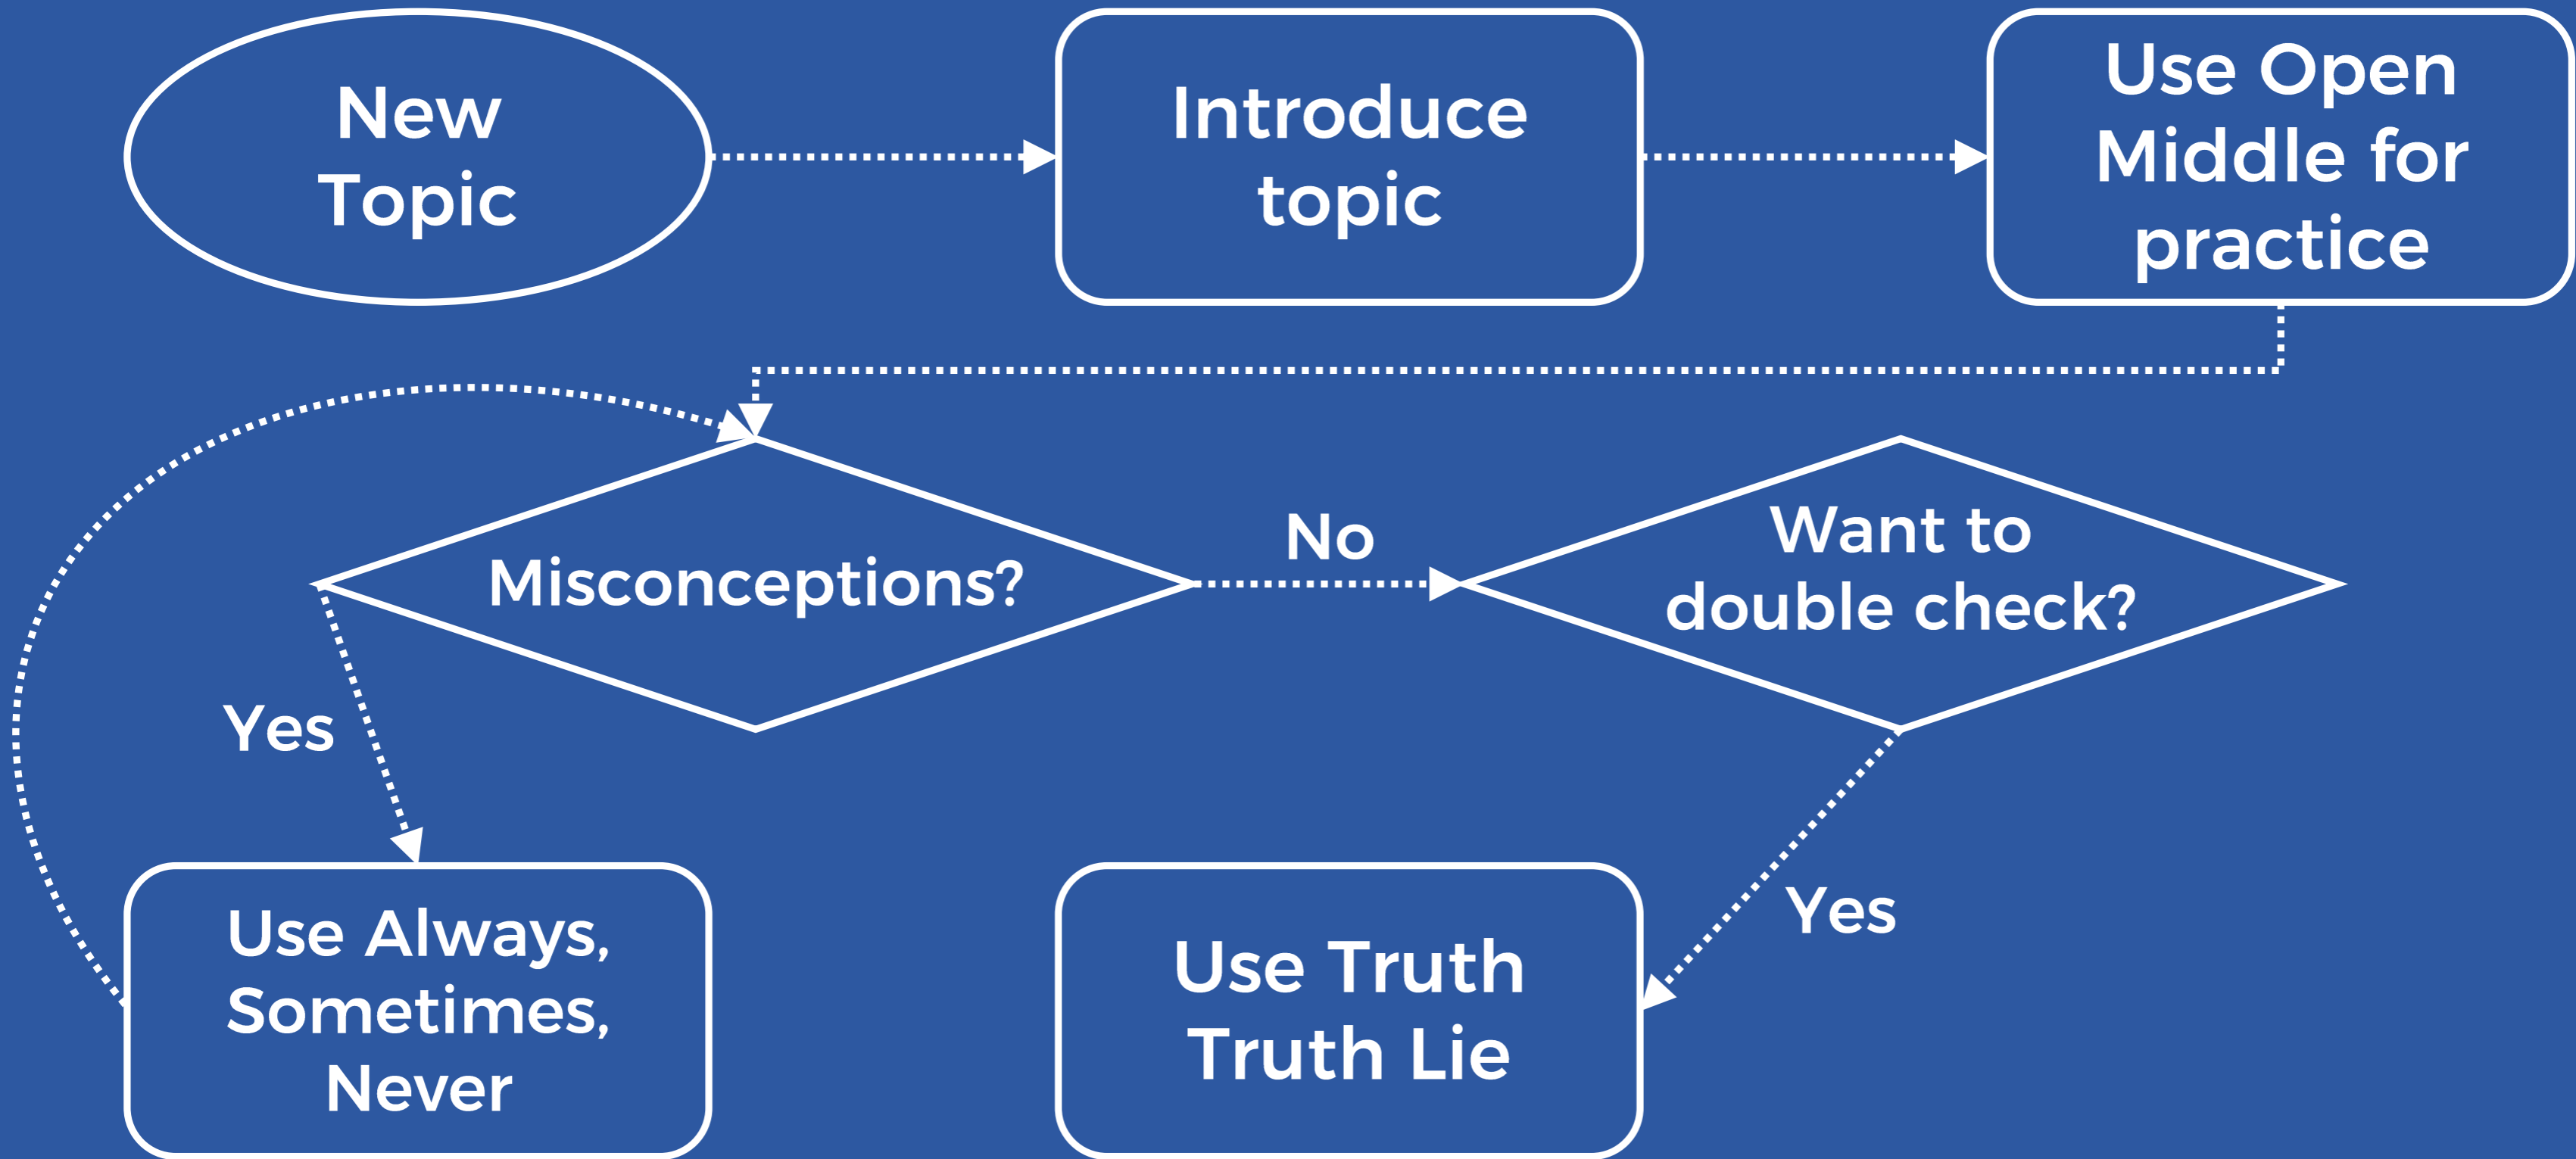 New
Topic
Introduce
topic
Use Open
Middle for
practice
Misconceptions?
No
Want to
double check?
Yes
Yes
Use Always,
Sometimes,
Never
Use Truth
Truth Lie